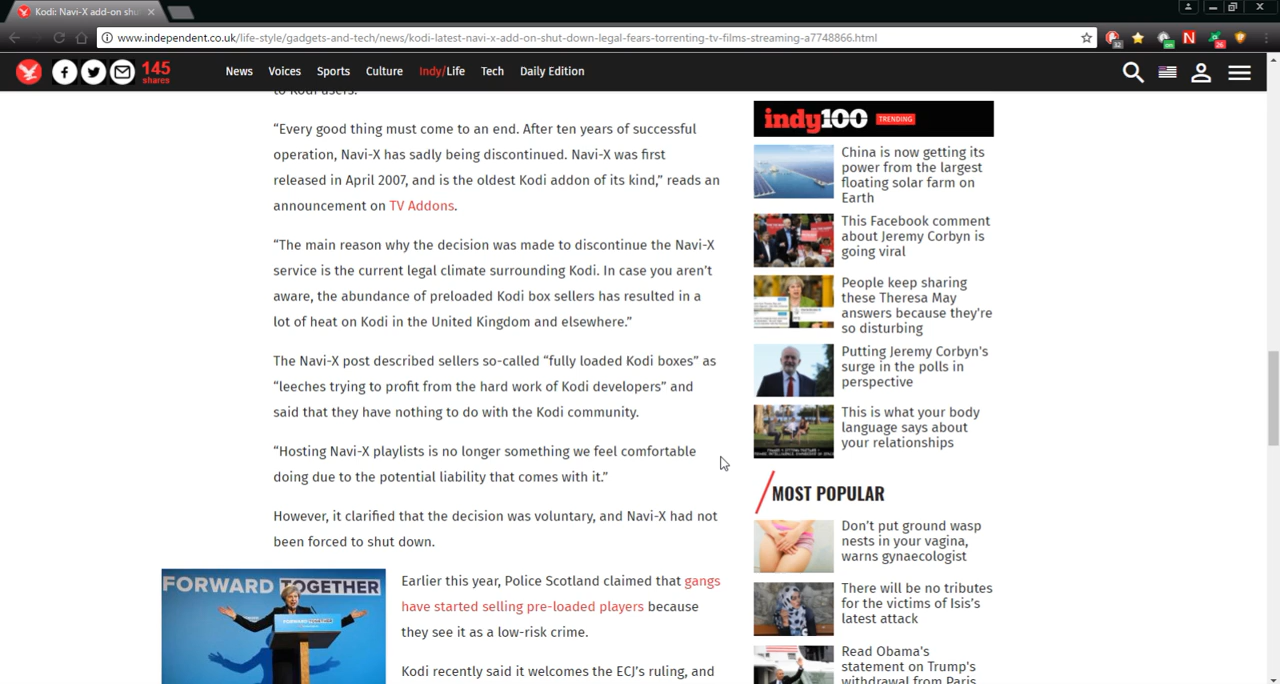 Kodi: Navi-X add-on shu
www.independent.co.uk/life-style/gadgets-and-tech/news/kodi-latest-navi-x-add-on-shut-down-legal-fears-torrenting-tv-films-streaming-a7748866.html
145
shares
News Voices Sports Culture Indy/Life Tech Daily Edition
to Kodi users.
“Every good thing must come to an end. After ten years of successful
operation, Navi-X has sadly being discontinued. Navi-X was first
released in April 2007, and is the oldest Kodi addon of its kind,” reads an
announcement on TV Addons.
“The main reason why the decision was made to discontinue the Navi-X
service is the current legal climate surrounding Kodi. In case you aren’t
aware, the abundance of preloaded Kodi box sellers has resulted in a
lot of heat on Kodi in the United Kingdom and elsewhere.”
The Navi-X post described sellers so-called “fully loaded Kodi boxes” as
“leeches trying to profit from the hard work of Kodi developers” and
said that they have nothing to do with the Kodi community.
“Hosting Navi-X playlists is no longer something we feel comfortable
doing due to the potential liability that comes with it.”
However, it clarified that the decision was voluntary, and Navi-X had not
been forced to shut down.
FORWARD TOGETHER
Earlier this year, Police Scotland claimed that gangs
have started selling pre-loaded players because
they see it as a low-risk crime.
Kodi recently said it welcomes the ECJ’s ruling, and
indy100 TRENDING
China is now getting its
power from the largest
floating solar farm on
Earth
This Facebook comment
about Jeremy Corbyn is
going viral
People keep sharing
these Theresa May
answers because they’re
so disturbing
Putting Jeremy Corbyn’s
surge in the polls in
perspective
This is what your body
language says about
your relationships
MOST POPULAR
Don’t put ground wasp
nests in your vagina,
warns gynaecologist
There will be no tributes
for the victims of Isis’s
latest attack
Read Obama’s
statement on Trump’s
withdrawal from Paris